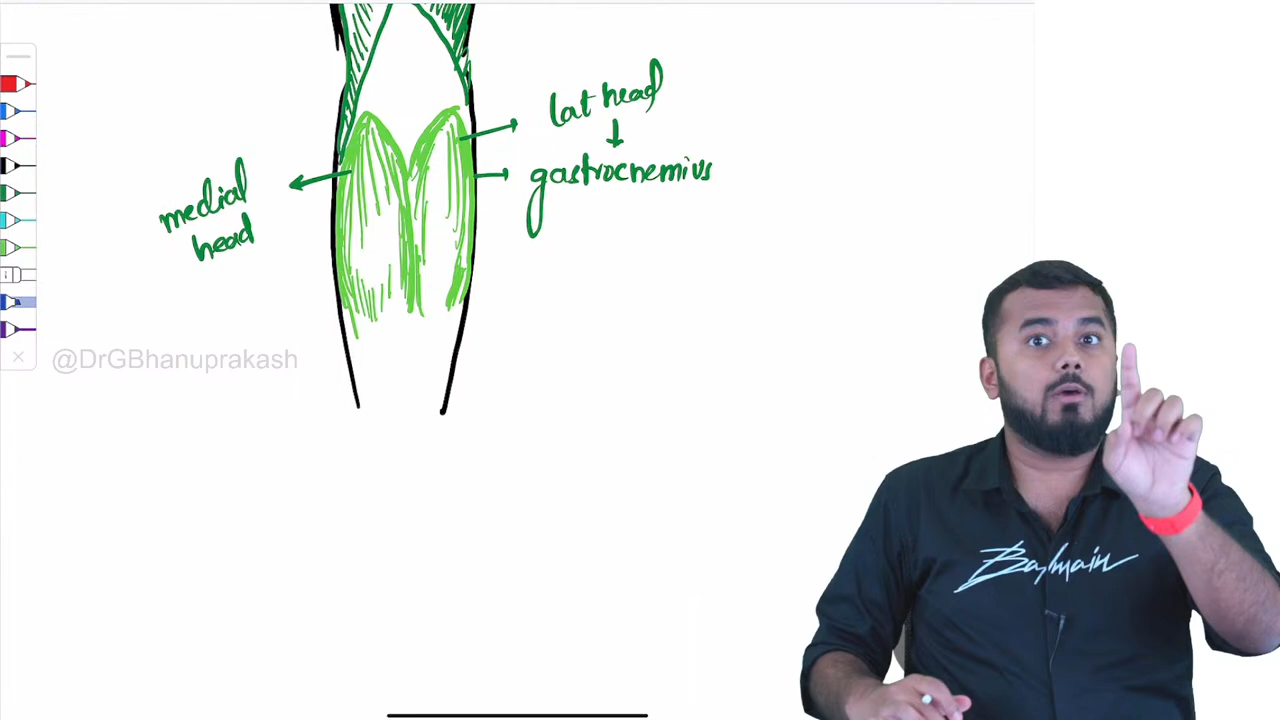 lat head
gastrocnemius
medial
head
@DrGBhanuprakash
Balmain